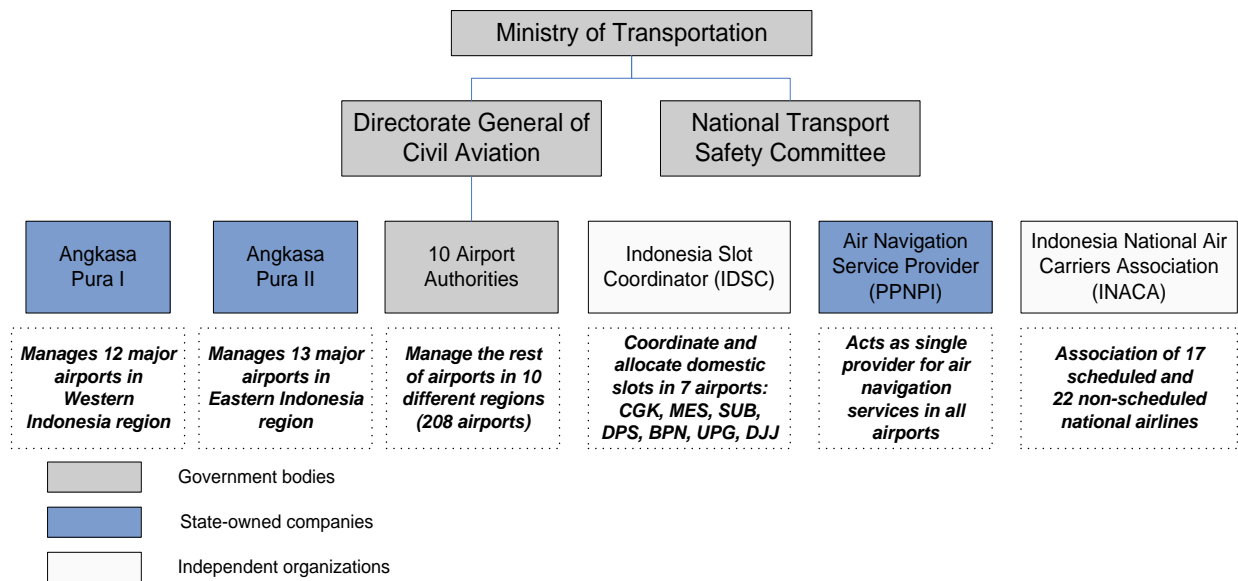 Ministry of Transportation
Directorate General of
Civil Aviation
National Transport
Safety Committee
Angkasa
Pura I
Angkasa
Pura II
10 Airport
Authorities
Indonesia Slot
Coordinator (IDSC)
Air Navigation
Service Provider
(PPNPI)
Indonesia National Air
Carriers Association
(INACA)
Manages 12 major
airports in
Western
Indonesia region
Manages 13 major
airports in
Eastern Indonesia
region
Manage the rest
of airports in 10
different regions
(208 airports)
Coordinate and
allocate domestic
slots in 7 airports:
CGK, MES, SUB,
DPS, BPN, UPG, DJJ
Acts as single
provider for air
navigation
services in all
airports
Association of 17
scheduled and
22 non-scheduled
national airlines
Government bodies
State-owned companies
Independent organizations